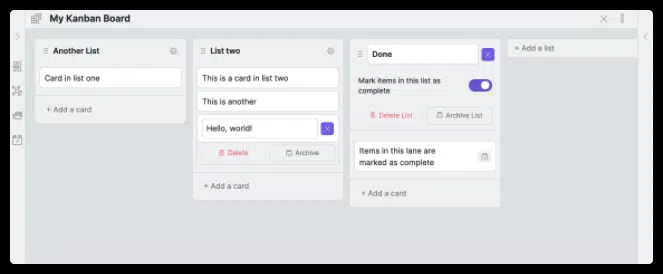 My Kanban Board
Another List
Card in list one
+ Add a card
List two
This is a card in list two
This is another
Hello, world!
Delete
Archive
+ Add a card
Done
Mark items in this list as
complete
Delete List
Archive List
Items in this lane are
marked as complete
+ Add a card
+ Add a list